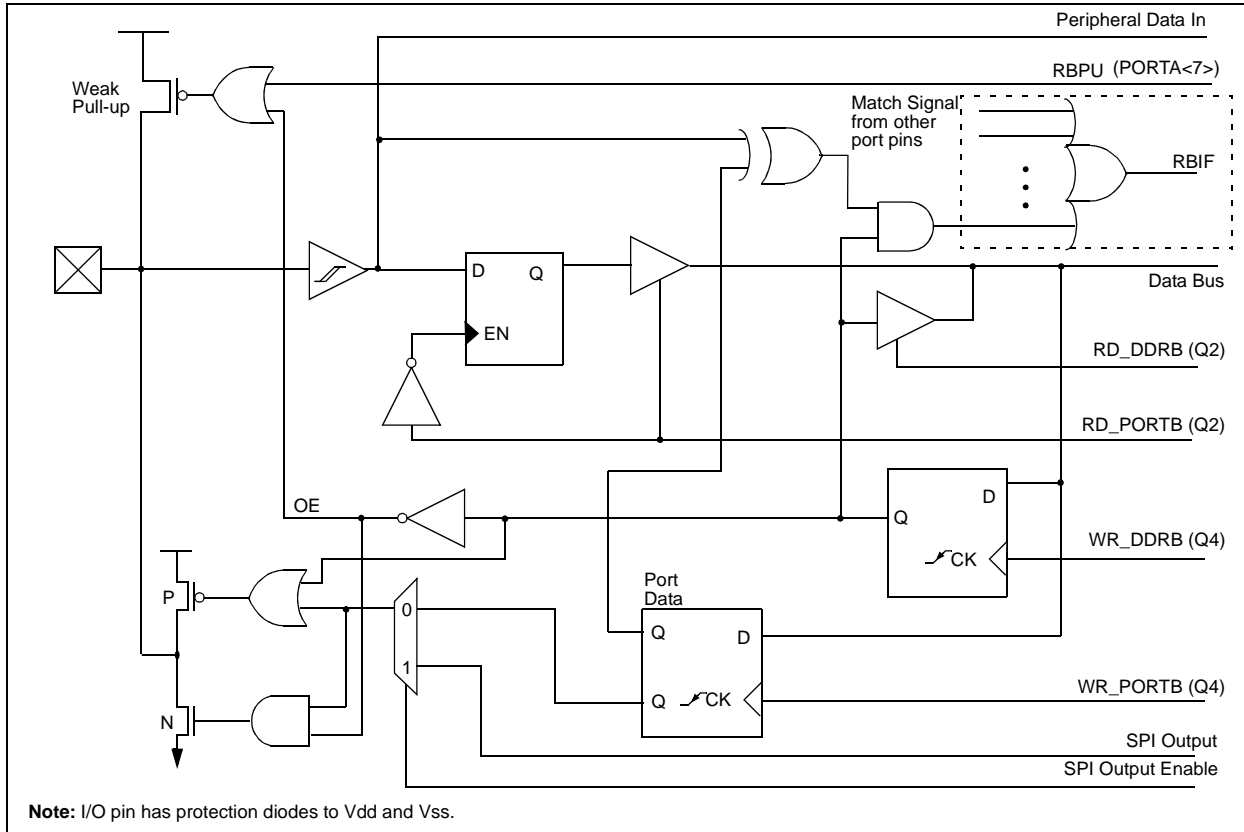 Peripheral Data In
RBPU (PORTA<7>)
Weak
Pull-up
Match Signal
from other
port pins
RBIF
D
Q
EN
Data Bus
RD_DDRB (Q2)
RD_PORTB (Q2)
OE
D
Q
CK
WR_DDRB (Q4)
P
Port
Data
0
1
Q
D
Q
CK
WR_PORTB (Q4)
N
SPI Output
SPI Output Enable
Note: I/O pin has protection diodes to Vdd and Vss.